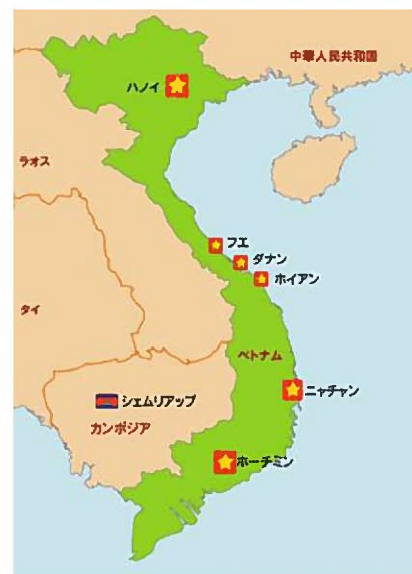 中華人民共和国
ハノイ
ラオス
フエ
ダナン
ホイアン
タイ
ベトナム
ニャチャン
シェムリアップ
カンボジア
ホーチミン